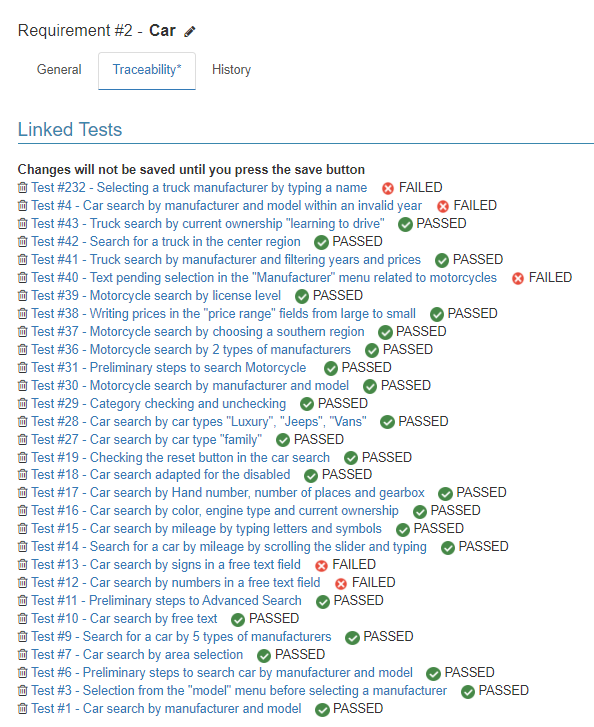 Requirement #2 - Car
General
Traceability*
History
Linked Tests
Changes will not be saved until you press the save button
Test #232 - Selecting a truck manufacturer by typing a name FAILED
Test #4 - Car search by manufacturer and model within an invalid year FAILED
Test #43 - Truck search by current ownership "learning to drive" PASSED
Test #42 - Search for a truck in the center region PASSED
Test #41 - Truck search by manufacturer and filtering years and prices PASSED
Test #40 - Text pending selection in the "Manufacturer" menu related to motorcycles FAILED
Test #39 - Motorcycle search by license level PASSED
Test #38 - Writing prices in the "price range" fields from large to small PASSED
Test #37 - Motorcycle search by choosing a southern region PASSED
Test #36 - Motorcycle search by 2 types of manufacturers PASSED
Test #31 - Preliminary steps to search Motorcycle PASSED
Test #30 - Motorcycle search by manufacturer and model PASSED
Test #29 - Category checking and unchecking PASSED
Test #28 - Car search by car types "Luxury", "Jeeps", "Vans" PASSED
Test #27 - Car search by car type "family" PASSED
Test #19 - Checking the reset button in the car search PASSED
Test #18 - Car search adapted for the disabled PASSED
Test #17 - Car search by Hand number, number of places and gearbox PASSED
Test #16 - Car search by color, engine type and current ownership PASSED
Test #15 - Car search by mileage by typing letters and symbols PASSED
Test #14 - Search for a car by mileage by scrolling the slider and typing PASSED
Test #13 - Car search by signs in a free text field FAILED
Test #12 - Car search by numbers in a free text field FAILED
Test #11 - Preliminary steps to Advanced Search PASSED
Test #10 - Car search by free text PASSED
Test #9 - Search for a car by 5 types of manufacturers PASSED
Test #7 - Car search by area selection PASSED
Test #6 - Preliminary steps to search car by manufacturer and model PASSED
Test #3 - Selection from the "model" menu before selecting a manufacturer PASSED
Test #1 - Car search by manufacturer and model PASSED